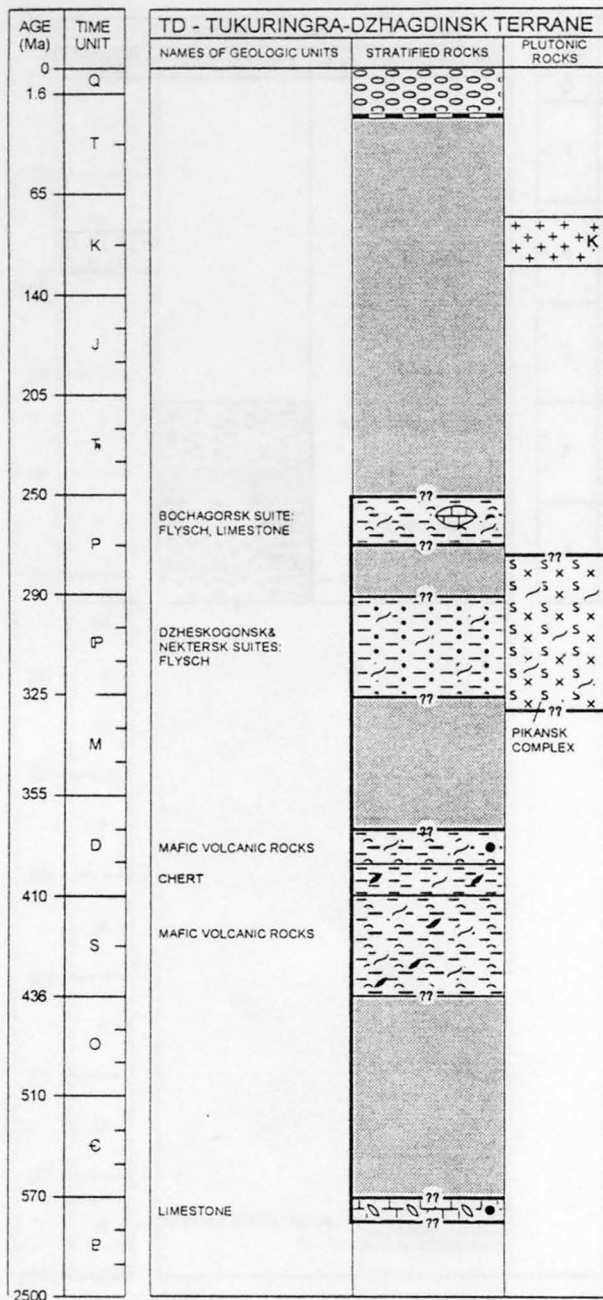 AGE (Ma)
TIME UNIT
TD - TUKURINGRA-DZHAGDINSK TERRANE
NAMES OF GEOLOGIC UNITS
STRATIFIED ROCKS
PLUTONIC ROCKS
0
Q
1.6
T
65
K
K
140
J
205
Ћ
250
??
BOCHAGORSK SUITE:
FLYSCH, LIMESTONE
P
??
??
290
??
DZHESKOGONSK&
NEKTERSK SUITES:
FLYSCH
ℙ
S S S
S S S
S S S
S S S
S S S
325
??
??
PIKANSK
COMPLEX
M
355
??
D
MAFIC VOLCANIC ROCKS
CHERT
410
MAFIC VOLCANIC ROCKS
S
436
??
O
510
Є
570
??
LIMESTONE
??
2500